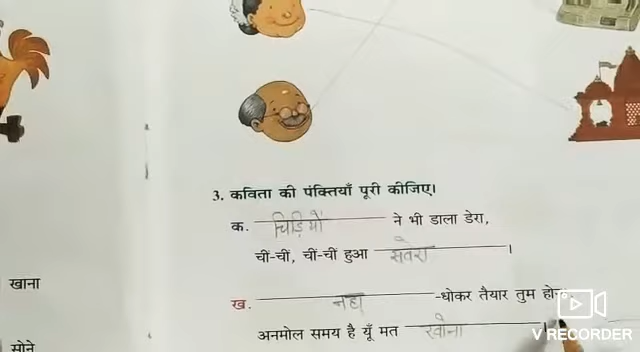 3. कविता की पंक्तियाँ पूरी कीजिए।
क. चिड़ियों ने भी डाला डेरा,
चीं-चीं, चीं-चीं हुआ सवेरा।
ख. नहा -धोकर तैयार तुम
अनमोल समय है यूँ मत खोना
खाना
सोने
V RECORDER